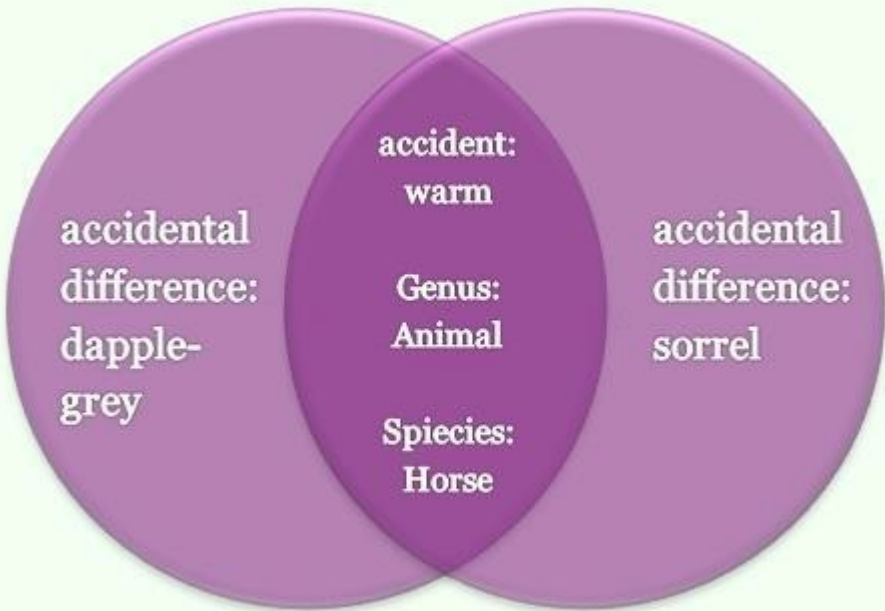 accidental
difference:
dapple-
grey
accident:
warm
Genus:
Animal
Spiecies:
Horse
accidental
difference:
sorrel